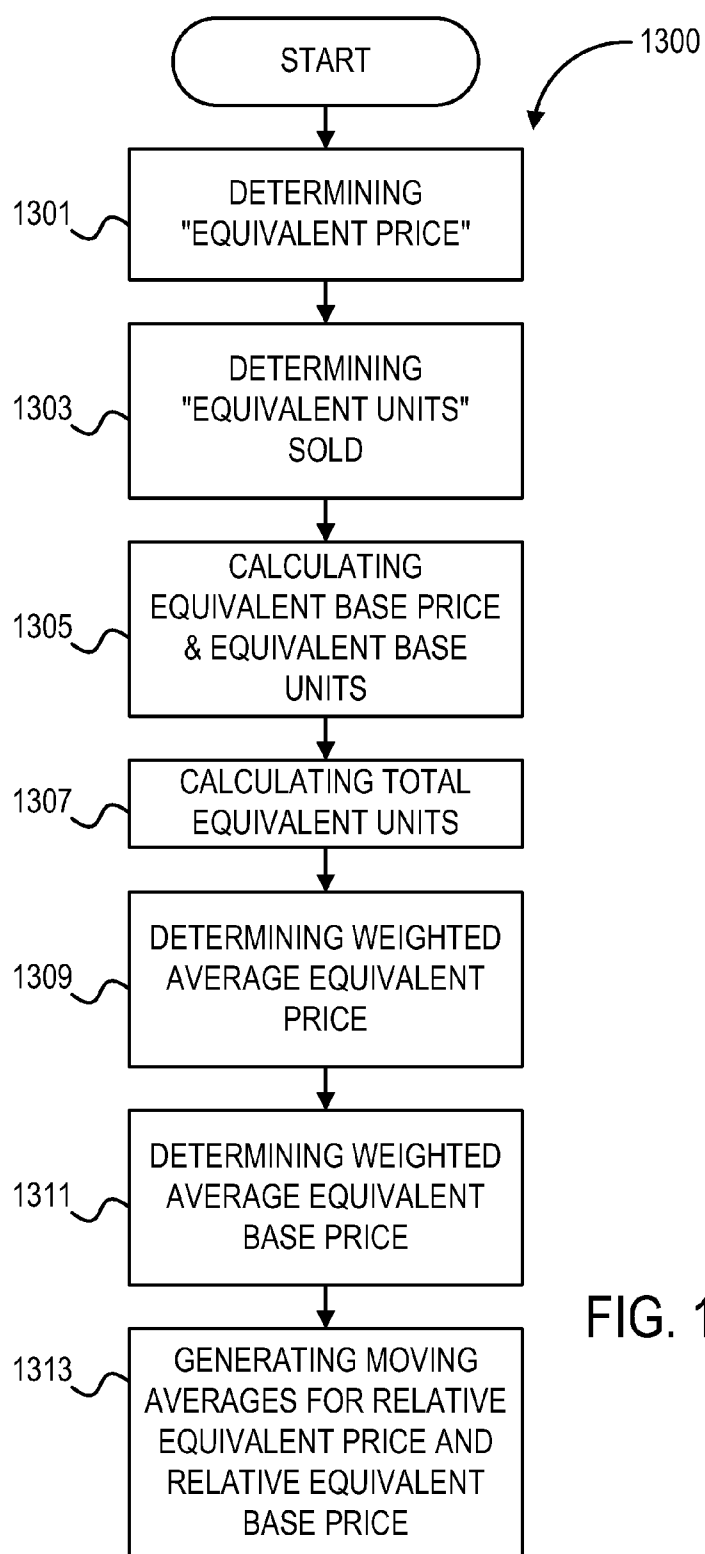 START
1300
1301
DETERMINING
"EQUIVALENT PRICE"
1303
DETERMINING
"EQUIVALENT UNITS"
SOLD
1305
CALCULATING
EQUIVALENT BASE PRICE
& EQUIVALENT BASE
UNITS
1307
CALCULATING TOTAL
EQUIVALENT UNITS
1309
DETERMINING WEIGHTED
AVERAGE EQUIVALENT
PRICE
1311
DETERMINING WEIGHTED
AVERAGE EQUIVALENT
BASE PRICE
1313
GENERATING MOVING
AVERAGES FOR RELATIVE
EQUIVALENT PRICE AND
RELATIVE EQUIVALENT
BASE PRICE
FIG. 1